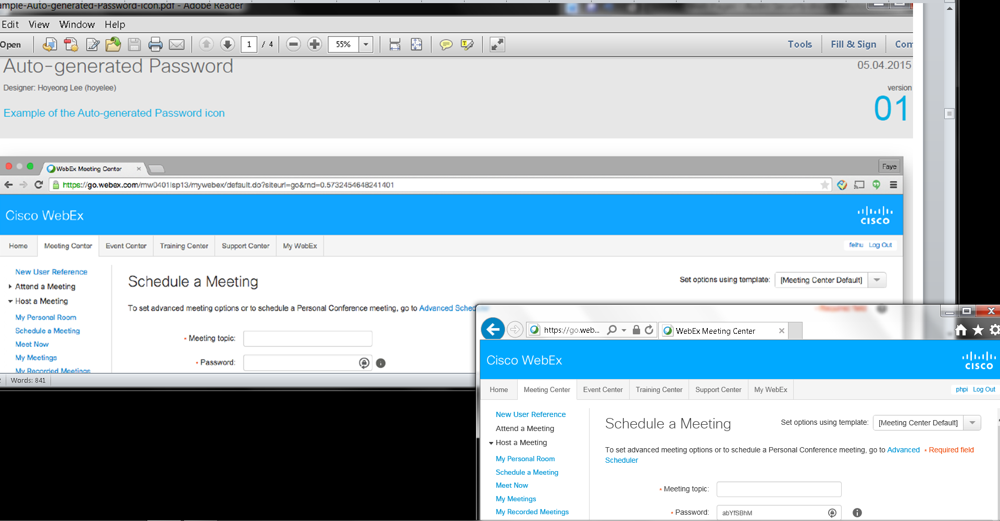 ample-Auto-generated-Password-Icon.pdf - Adobe Reader
Edit View Window Help
Open 1 / 4 55% Tools Fill & Sign Com
Auto-generated Password 05.04.2015
Designer: Hoyeong Lee (hoyelee) version
Example of the Auto-generated Password icon 01
WebEx Meeting Center Faye
https://go.webex.com/mw0401lsp13/mywebex/default.do?siteurl=go&rnd=0.5732454648241401
Cisco WebEx CISCO
Home Meeting Center Event Center Training Center Support Center My WebEx feihu Log Out
New User Reference
Attend a Meeting
Host a Meeting
My Personal Room
Schedule a Meeting
Meet Now
My Meetings
My Recorded Meetings
Schedule a Meeting Set options using template: [Meeting Center Default]
To set advanced meeting options or to schedule a Personal Conference meeting, go to Advanced Scheduler
* Required field
* Meeting topic:
* Password:
Words: 841
https://go.web... WebEx Meeting Center
Cisco WebEx CISCO
Home Meeting Center Event Center Training Center Support Center My WebEx phpi Log Out
New User Reference
Attend a Meeting
Host a Meeting
My Personal Room
Schedule a Meeting
Meet Now
My Meetings
My Recorded Meetings
Schedule a Meeting Set options using template: [Meeting Center Default]
To set advanced meeting options or to schedule a Personal Conference meeting, go to Advanced * Required field
Scheduler
* Meeting topic:
* Password: abYfSBhM